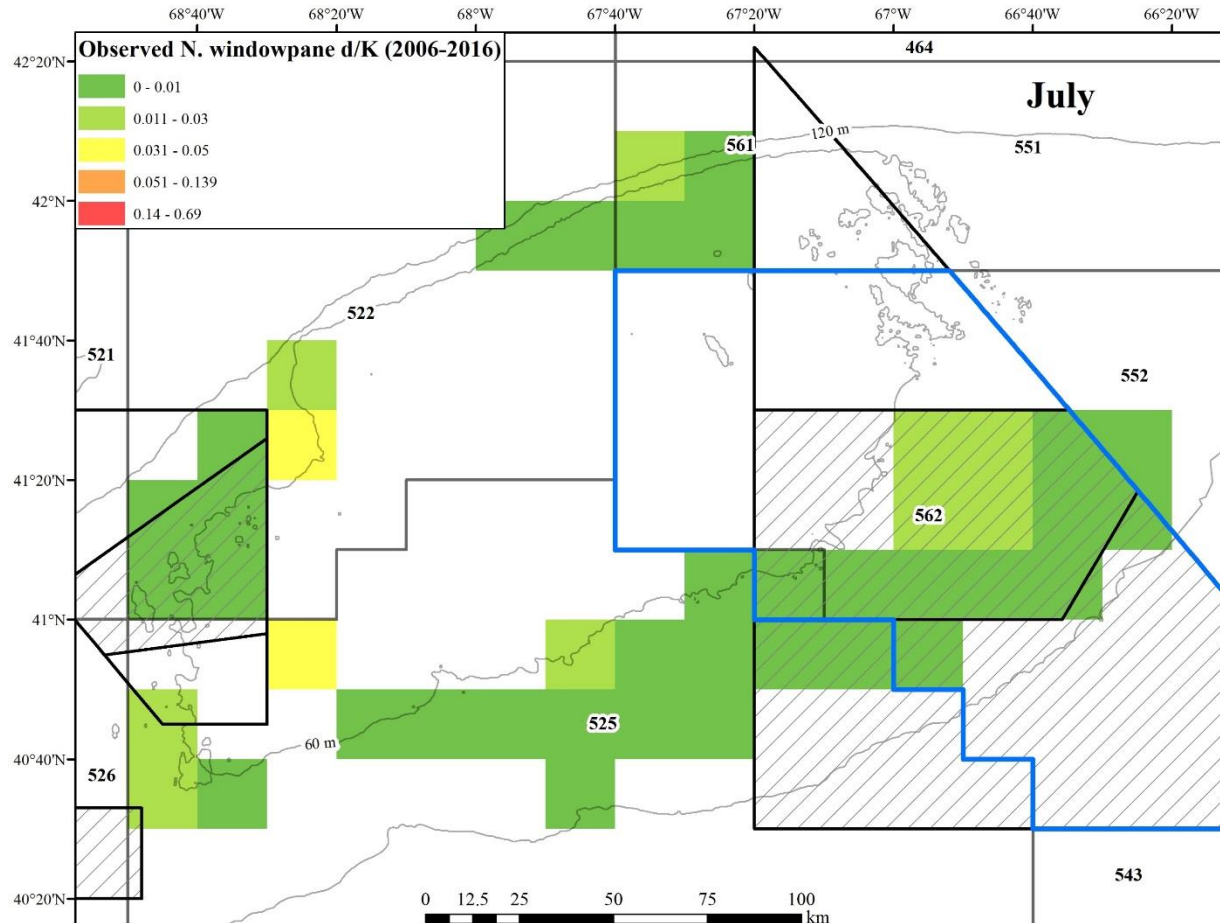 68°40'W 68°20'W 68°W 67°40'W 67°20'W 67°W 66°40'W 66°20'W
Observed N. windowpane d/K (2006-2016)
0 - 0.01
0.011 - 0.03
0.031 - 0.05
0.051 - 0.139
0.14 - 0.69
July
42°20'N
42°N
41°40'N
41°20'N
41°N
40°40'N
40°20'N
464
120 m
561
551
522
521
552
562
525
60 m
526
543
0 12.5 25 50 75 100
km